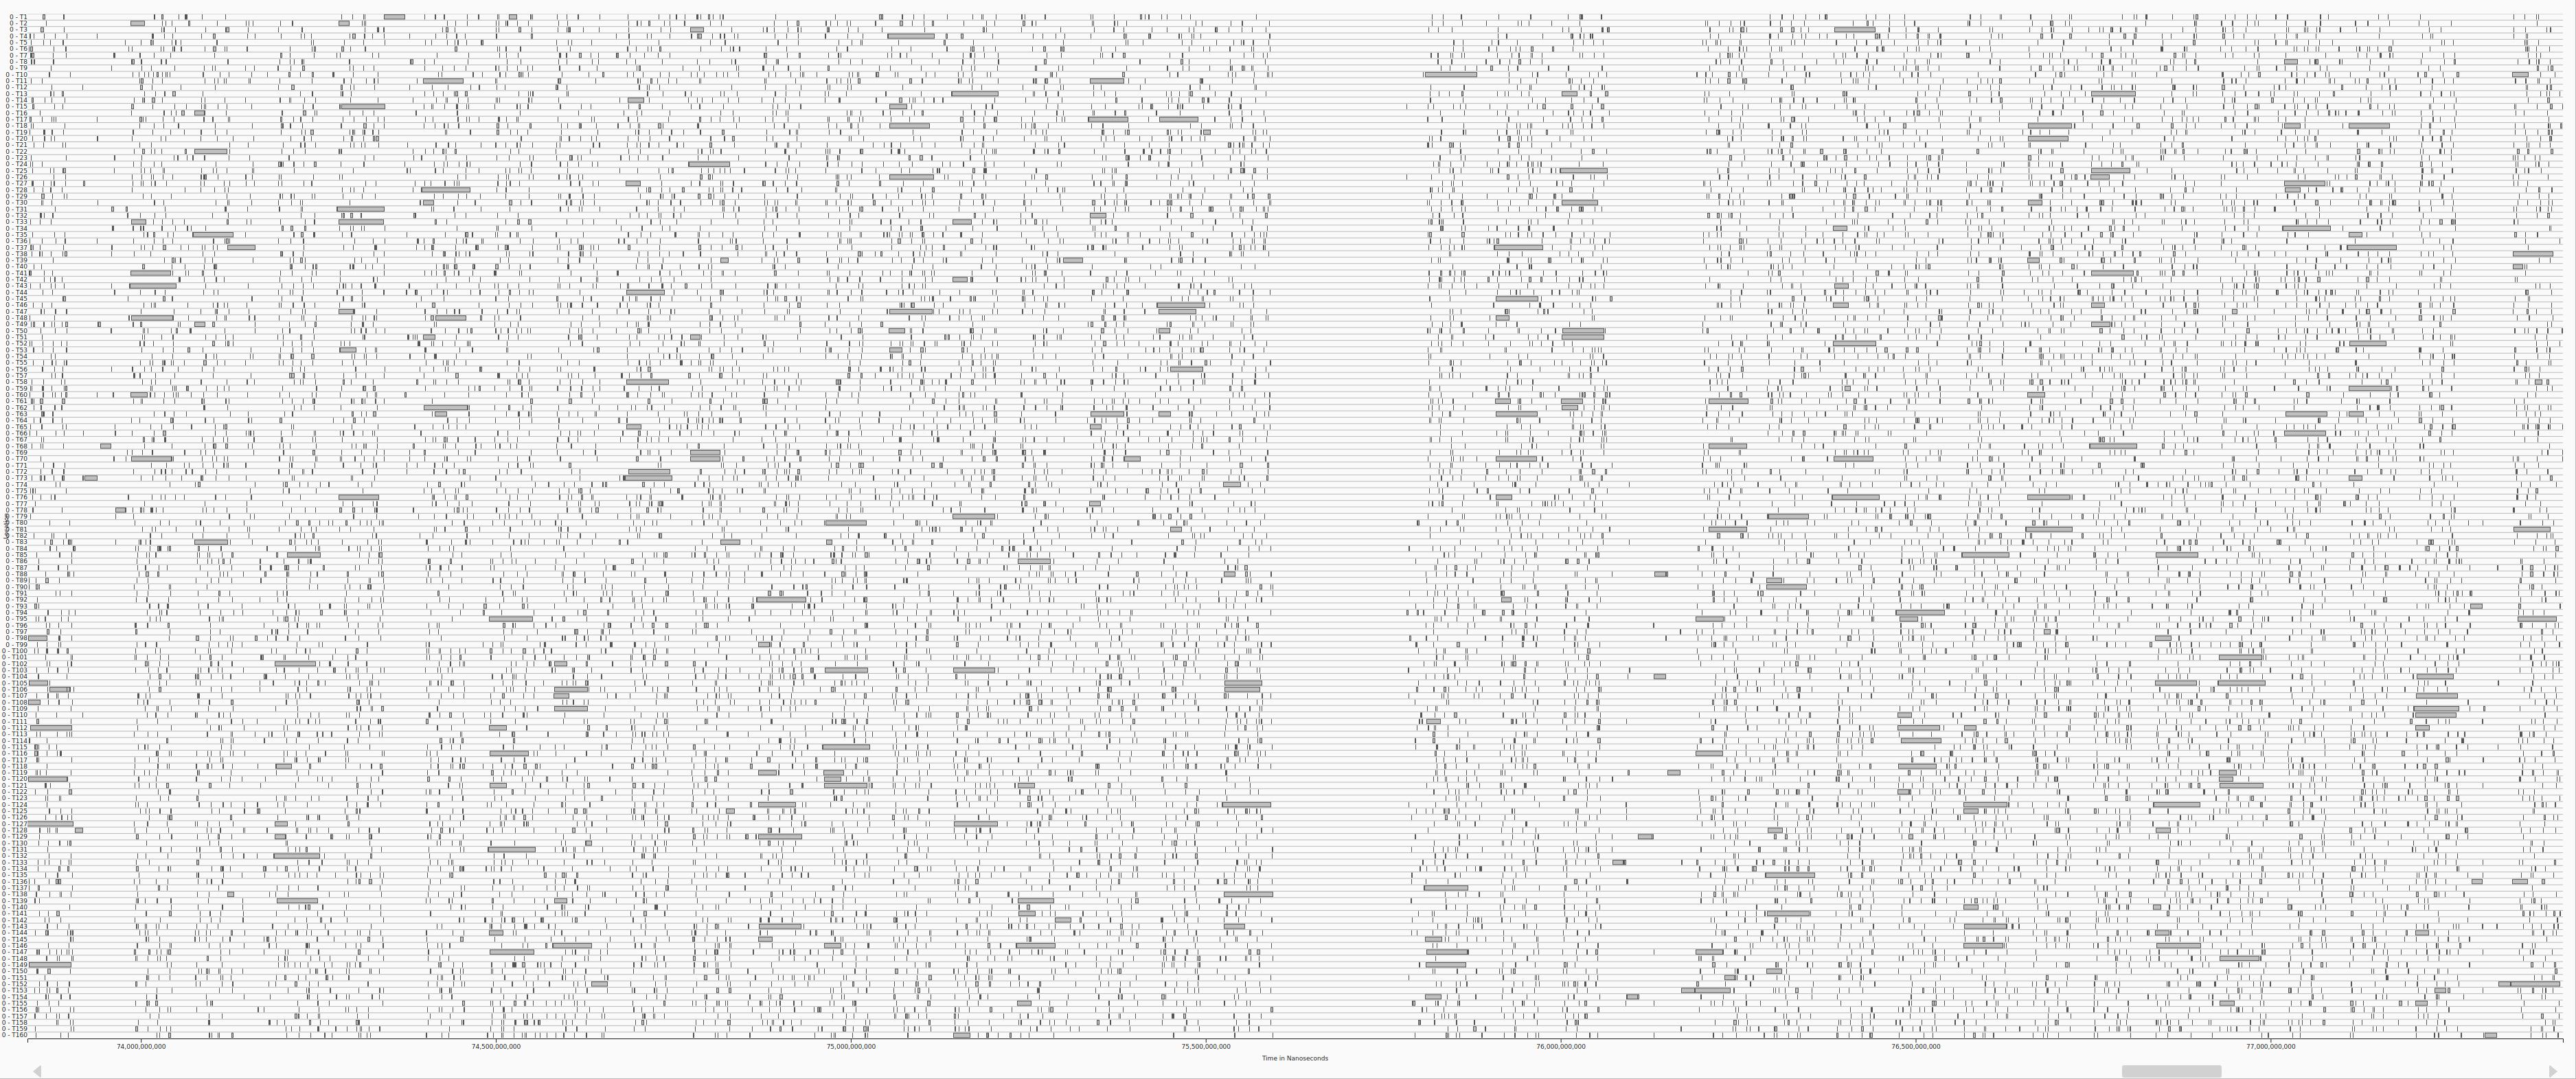 0 - T1
0 - T2
0 - T3
0 - T4
0 - T5
0 - T6
0 - T7
0 - T8
0 - T9
0 - T10
0 - T11
0 - T12
0 - T13
0 - T14
0 - T15
0 - T16
0 - T17
0 - T18
0 - T19
0 - T20
0 - T21
0 - T22
0 - T23
0 - T24
0 - T25
0 - T26
0 - T27
0 - T28
0 - T29
0 - T30
0 - T31
0 - T32
0 - T33
0 - T34
0 - T35
0 - T36
0 - T37
0 - T38
0 - T39
0 - T40
0 - T41
0 - T42
0 - T43
0 - T44
0 - T45
0 - T46
0 - T47
0 - T48
0 - T49
0 - T50
0 - T51
0 - T52
0 - T53
0 - T54
0 - T55
0 - T56
0 - T57
0 - T58
0 - T59
0 - T60
0 - T61
0 - T62
0 - T63
0 - T64
0 - T65
0 - T66
0 - T67
0 - T68
0 - T69
0 - T70
0 - T71
0 - T72
0 - T73
0 - T74
0 - T75
0 - T76
0 - T77
0 - T78
0 - T79
0 - T80
0 - T81
0 - T82
0 - T83
0 - T84
0 - T85
0 - T86
0 - T87
0 - T88
0 - T89
0 - T90
0 - T91
0 - T92
0 - T93
0 - T94
0 - T95
0 - T96
0 - T97
0 - T98
0 - T99
0 - T100
0 - T101
0 - T102
0 - T103
0 - T104
0 - T105
0 - T106
0 - T107
0 - T108
0 - T109
0 - T110
0 - T111
0 - T112
0 - T113
0 - T114
0 - T115
0 - T116
0 - T117
0 - T118
0 - T119
0 - T120
0 - T121
0 - T122
0 - T123
0 - T124
0 - T125
0 - T126
0 - T127
0 - T128
0 - T129
0 - T130
0 - T131
0 - T132
0 - T133
0 - T134
0 - T135
0 - T136
0 - T137
0 - T138
0 - T139
0 - T140
0 - T141
0 - T142
0 - T143
0 - T144
0 - T145
0 - T146
0 - T147
0 - T148
0 - T149
0 - T150
0 - T151
0 - T152
0 - T153
0 - T154
0 - T155
0 - T156
0 - T157
0 - T158
0 - T159
0 - T160
74,000,000,000 74,500,000,000 75,000,000,000 75,500,000,000 76,000,000,000 76,500,000,000 77,000,000,000
Time in Nanoseconds